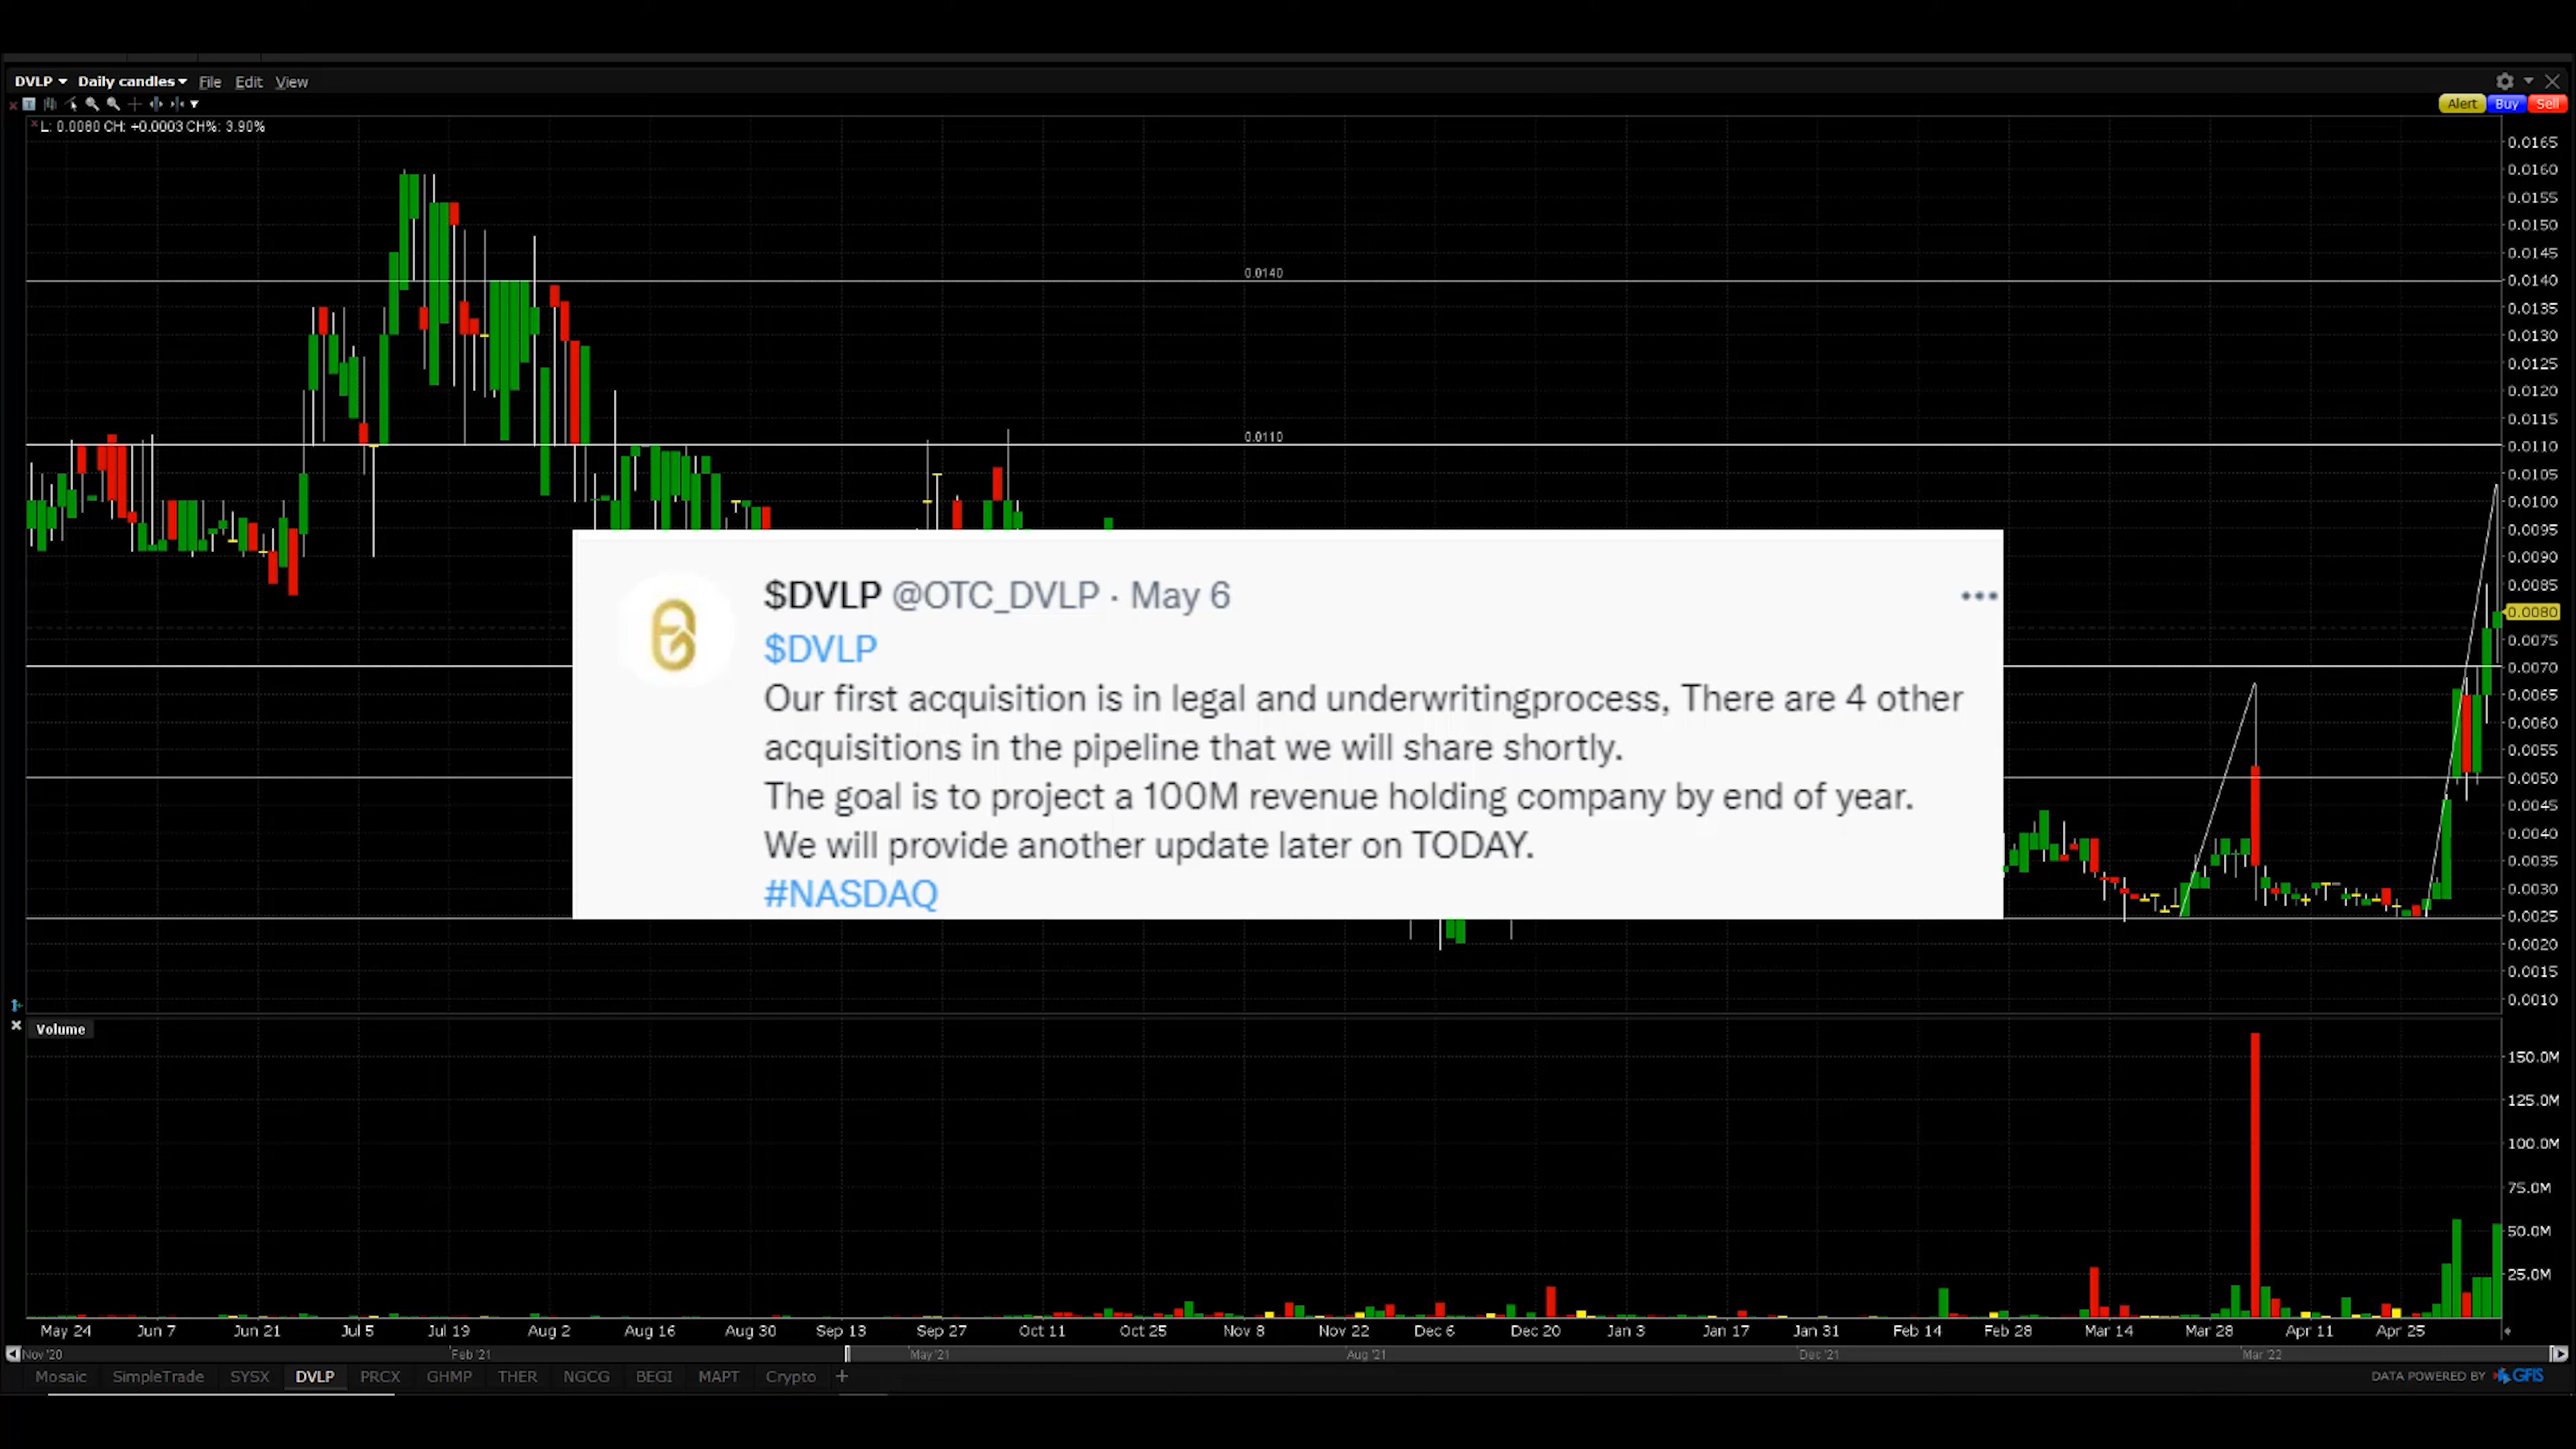 DVLP Daily candles File Edit View
Alert Buy Sell
L: 0.0080 CH: +0.0003 CH%: 3.90%
0.0165
0.0160
0.0155
0.0150
0.0145
0.0140
0.0140
0.0135
0.0130
0.0125
0.0120
0.0115
0.0110
0.0110
0.0105
0.0100
0.0095
0.0090
0.0085
0.0080
0.0075
0.0070
0.0065
0.0060
0.0055
0.0050
0.0045
0.0040
0.0035
0.0030
0.0025
0.0020
0.0015
0.0010
$DVLP @OTC_DVLP · May 6
$DVLP
Our first acquisition is in legal and underwritingprocess, There are 4 other
acquisitions in the pipeline that we will share shortly.
The goal is to project a 100M revenue holding company by end of year.
We will provide another update later on TODAY.
#NASDAQ
Volume
150.0M
125.0M
100.0M
75.0M
50.0M
25.0M
May 24 Jun 7 Jun 21 Jul 5 Jul 19 Aug 2 Aug 16 Aug 30 Sep 13 Sep 27 Oct 11 Oct 25 Nov 8 Nov 22 Dec 6 Dec 20 Jan 3 Jan 17 Jan 31 Feb 14 Feb 28 Mar 14 Mar 28 Apr 11 Apr 25
Nov '20 Feb '21 May '21 Aug '21 Dec '21 Mar '22
Mosaic SimpleTrade SYSX DVLP PRCX GHMP THER NGCG BEGI MAPT Crypto +
DATA POWERED BY GFIS